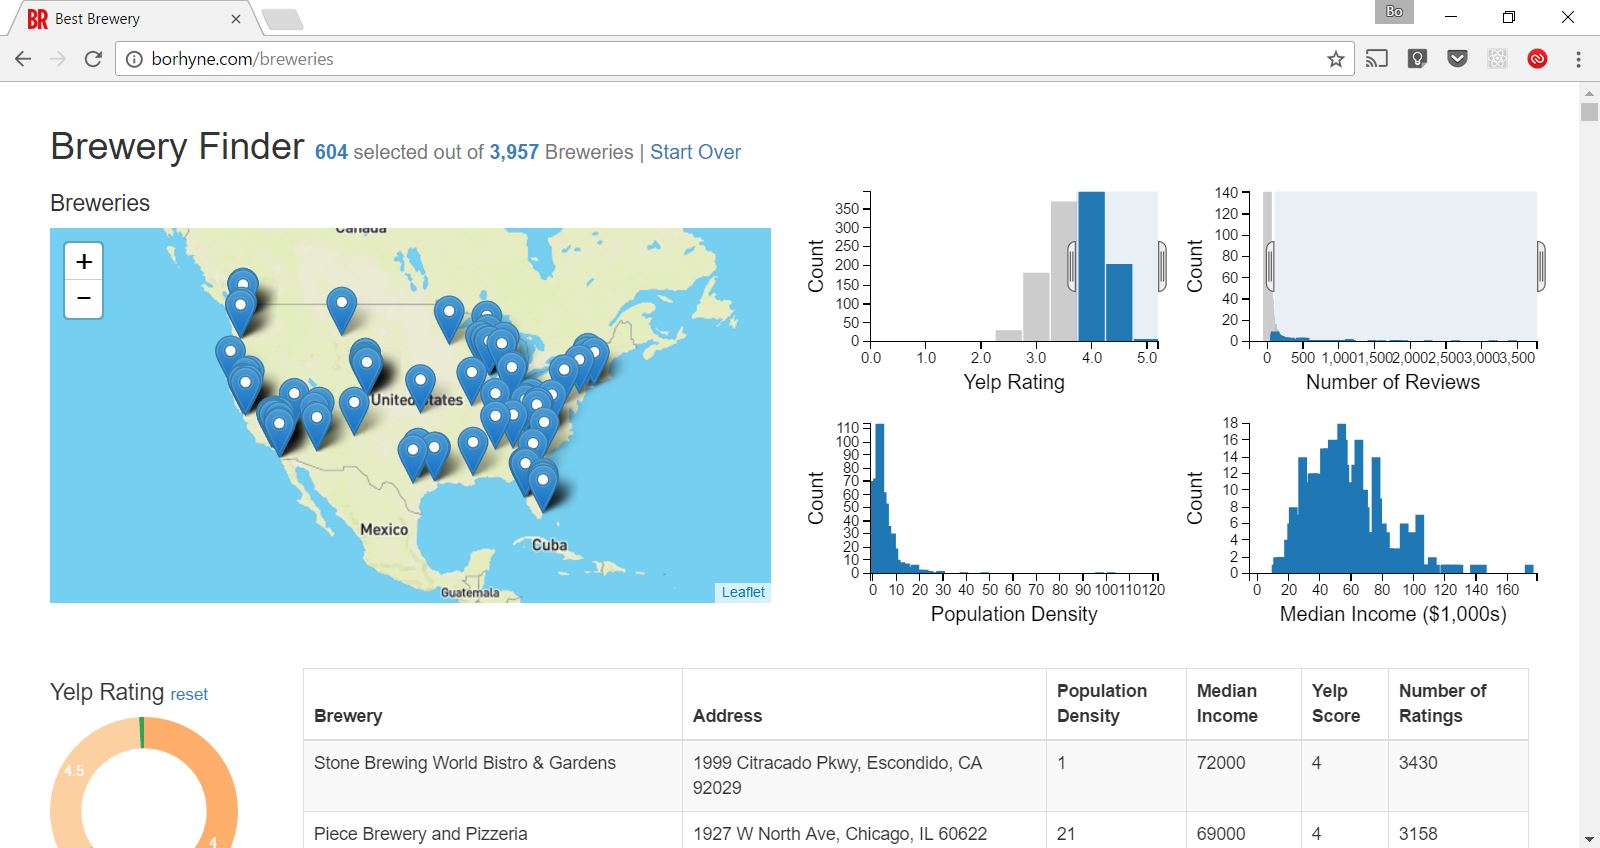 BR Best Brewery
Bo
borhyne.com/breweries
Brewery Finder 604 selected out of 3,957 Breweries | Start Over
Breweries
+
−
Canada
United States
Mexico
Cuba
Guatemala
Leaflet
Count
350
300
250
200
150
100
50
0
0.0 1.0 2.0 3.0 4.0 5.0
Yelp Rating
Count
140
120
100
80
60
40
20
0
0 500 1,000 1,500 2,000 2,500 3,000 3,500
Number of Reviews
Count
110
100
90
80
70
60
50
40
30
20
10
0
0 10 20 30 40 50 60 70 80 90 100 110 120
Population Density
Count
18
16
14
12
10
8
6
4
2
0
0 20 40 60 80 100 120 140 160
Median Income ($1,000s)
Yelp Rating reset
4.5
4
Brewery Address Population Density Median Income Yelp Score Number of Ratings
Stone Brewing World Bistro & Gardens 1999 Citracado Pkwy, Escondido, CA 1 72000 4 3430
92029
Piece Brewery and Pizzeria 1927 W North Ave, Chicago, IL 60622 21 69000 4 3158